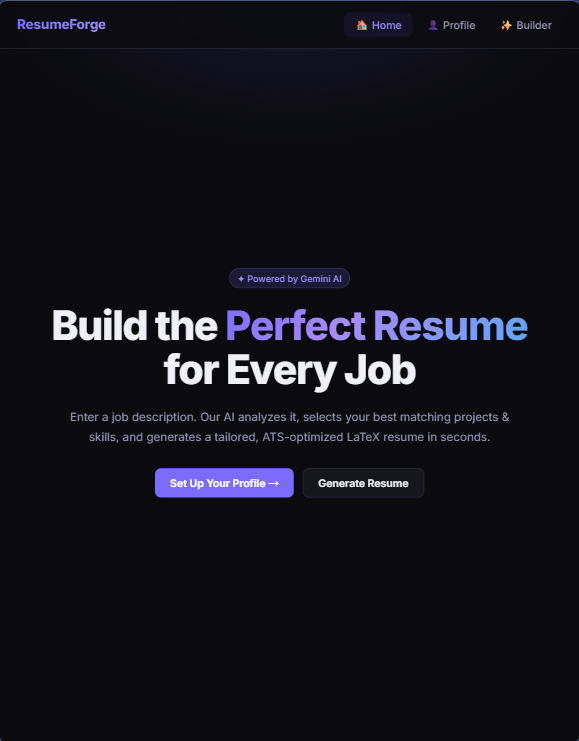 ResumeForge
🏠 Home
👤 Profile
✨ Builder
✦ Powered by Gemini AI
Build the Perfect Resume
for Every Job
Enter a job description. Our AI analyzes it, selects your best matching projects &
skills, and generates a tailored, ATS-optimized LaTeX resume in seconds.
Set Up Your Profile →
Generate Resume